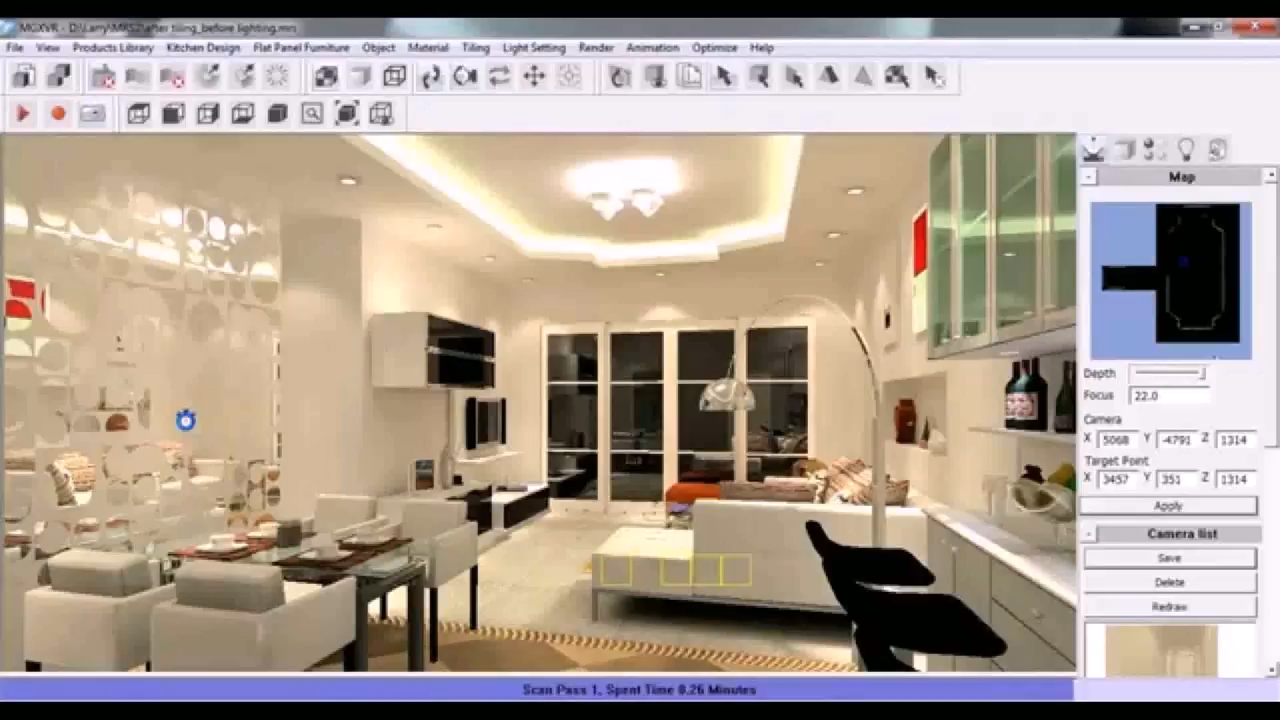 MGXVR - D:\Larry\MRS2\after tiling_before lighting.mrs
File View Products Library Kitchen Design Flat Panel Furniture Object Material Tiling Light Setting Render Animation Optimise Help
Map
Depth
Focus 22.0
Camera
X 5068 Y -4791 Z 1314
Target Point
X 3457 Y 351 Z 1314
Apply
- Camera list
Save
Delete
Redraw
Scan Pass 1, Spent Time 0.26 Minutes